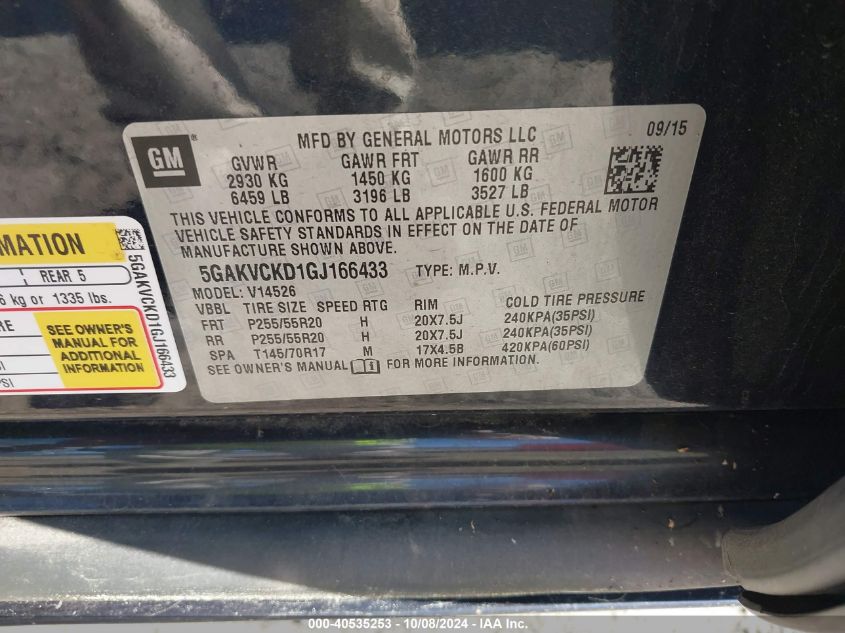 GM
®
MFD BY GENERAL MOTORS LLC
09/15
GVWR GAWR FRT GAWR RR
2930 KG 1450 KG 1600 KG
6459 LB 3196 LB 3527 LB
THIS VEHICLE CONFORMS TO ALL APPLICABLE U.S. FEDERAL MOTOR
VEHICLE SAFETY STANDARDS IN EFFECT ON THE DATE OF
MANUFACTURE SHOWN ABOVE.
5GAKVCKD1GJ166433 TYPE: M.P.V.
MODEL: V14526
VBBL TIRE SIZE SPEED RTG RIM COLD TIRE PRESSURE
FRT P255/55R20 H 20X7.5J 240KPA(35PSI)
RR P255/55R20 H 20X7.5J 240KPA(35PSI)
SPA T145/70R17 M 17X4.5B 420KPA(60PSI)
SEE OWNER'S MANUAL i FOR MORE INFORMATION.
MATION
REAR 5
6 kg or 1335 lbs.
SEE OWNER'S
MANUAL FOR
ADDITIONAL
INFORMATION
5GAKVCKD1GJ166433
000-40535253 - 10/08/2024 - IAA, Inc.